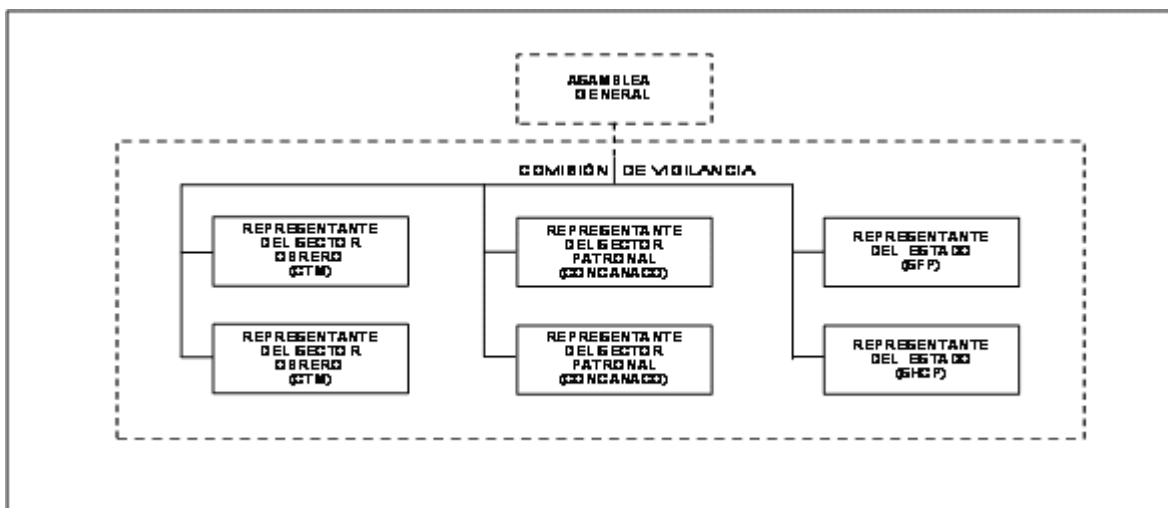 ASAMBLEA
GENERAL
COMISIÓN DE VIGILANCIA
REPRESENTANTE
DEL SECTOR
OBRERO
(CTM)
REPRESENTANTE
DEL SECTOR
PATRONAL
(CONCANACO)
REPRESENTANTE
DEL ESTADO
(SFP)
REPRESENTANTE
DEL SECTOR
OBRERO
(CTM)
REPRESENTANTE
DEL SECTOR
PATRONAL
(CONCANACO)
REPRESENTANTE
DEL ESTADO
(SHCP)